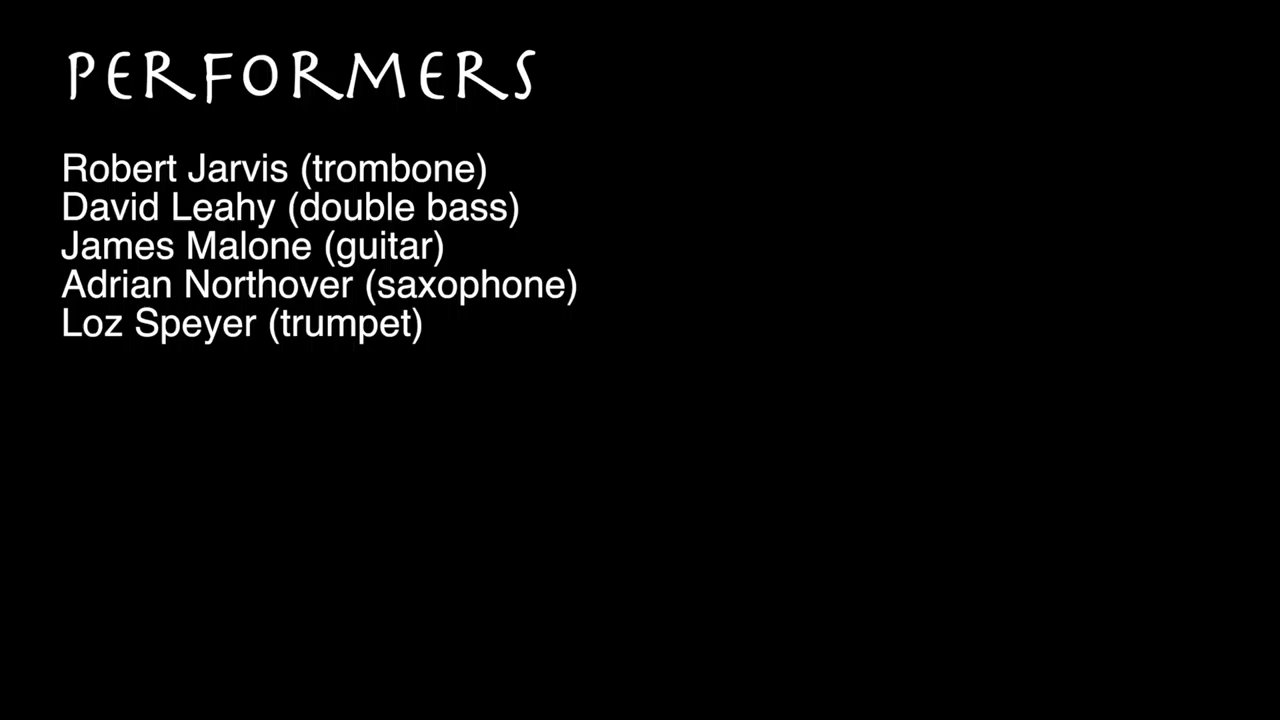 PERFORMERS
Robert Jarvis (trombone)
David Leahy (double bass)
James Malone (guitar)
Adrian Northover (saxophone)
Loz Speyer (trumpet)